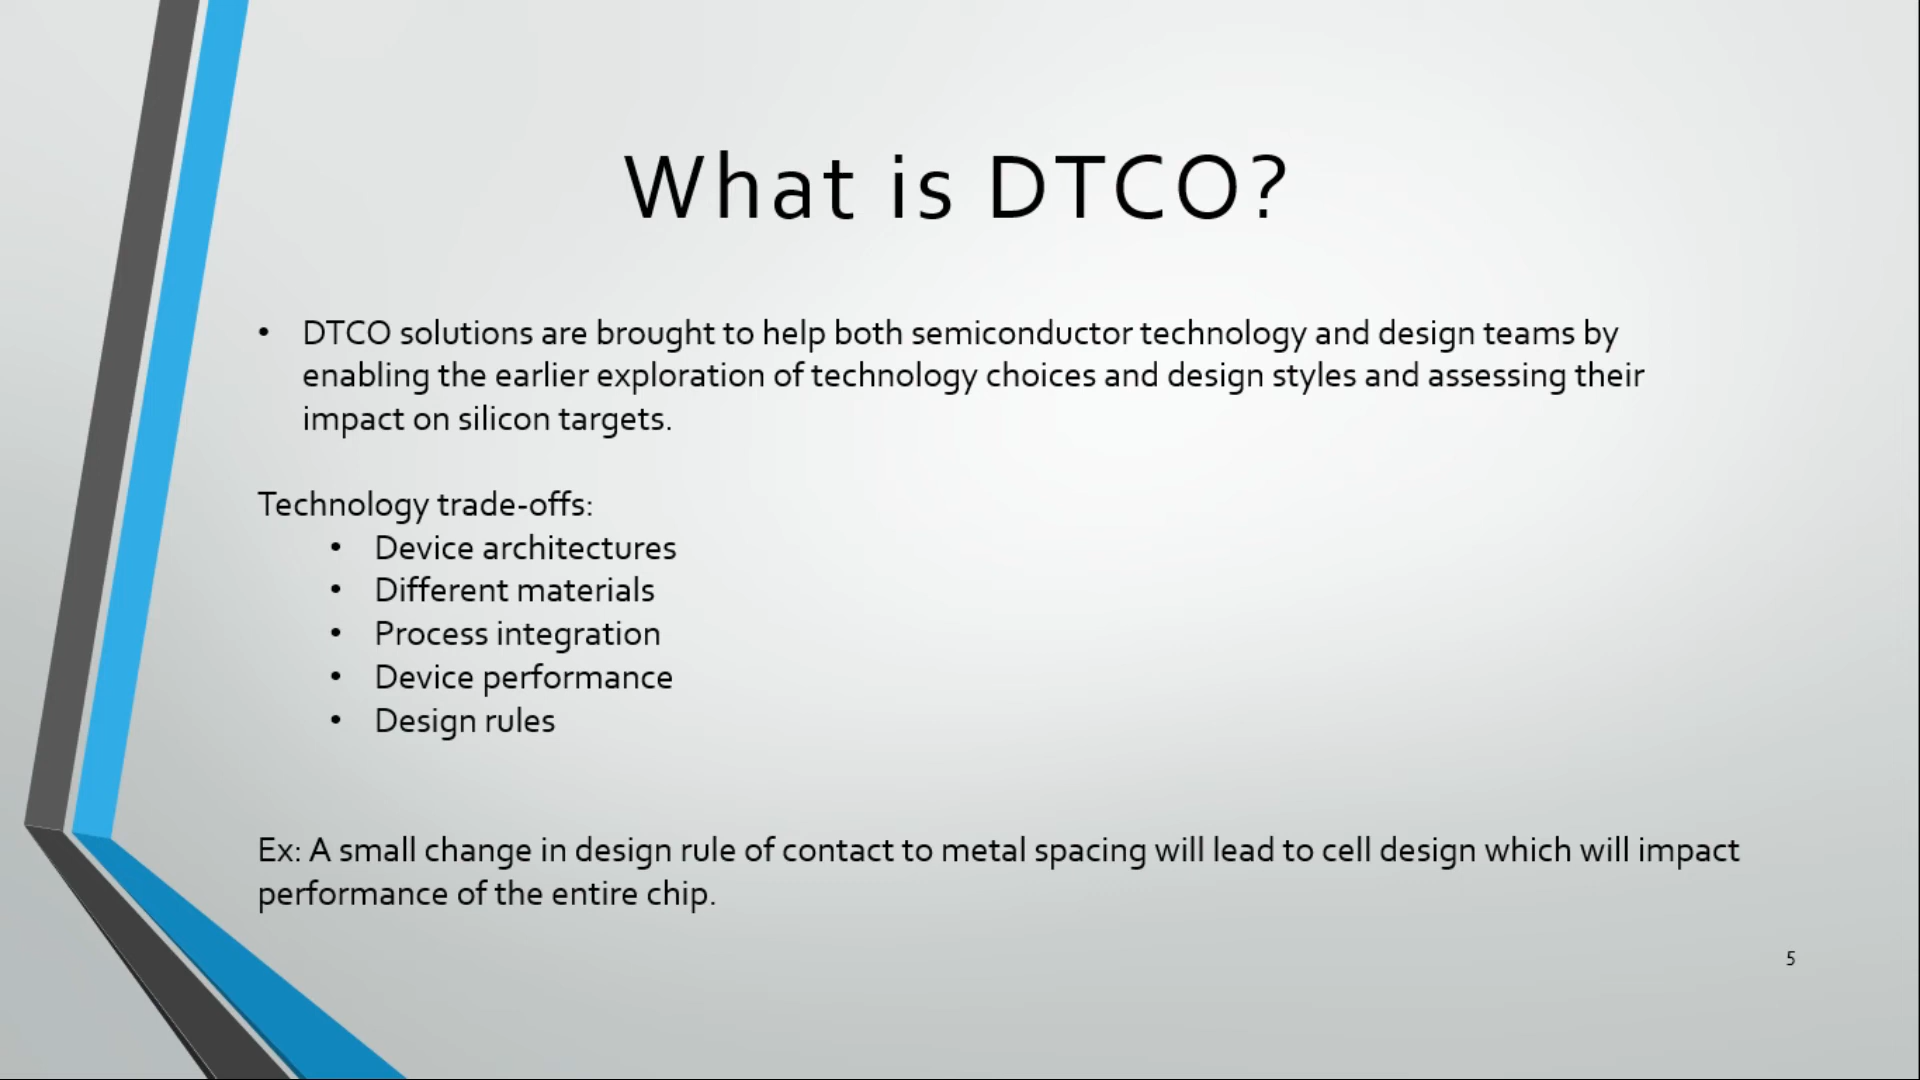 What is DTCO?
• DTCO solutions are brought to help both semiconductor technology and design teams by
enabling the earlier exploration of technology choices and design styles and assessing their
impact on silicon targets.
Technology trade-offs:
• Device architectures
• Different materials
• Process integration
• Device performance
• Design rules
Ex: A small change in design rule of contact to metal spacing will lead to cell design which will impact
performance of the entire chip.
5